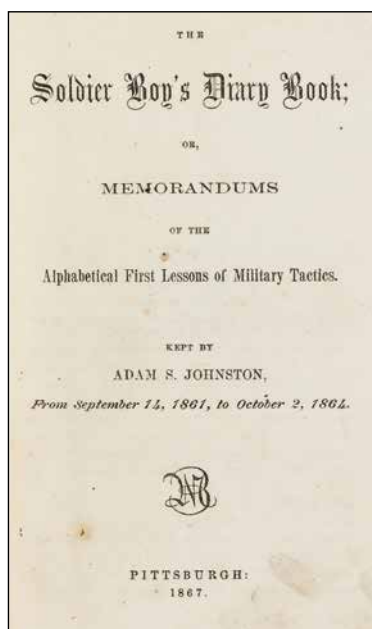 THE
Soldier Boy's Diary Book;
OR,
MEMORANDUMS
OF THE
Alphabetical First Lessons of Military Tactics.
KEPT BY
ADAM S. JOHNSTON,
From September 14, 1861, to October 2, 1864.
PITTSBURGH:
1867.